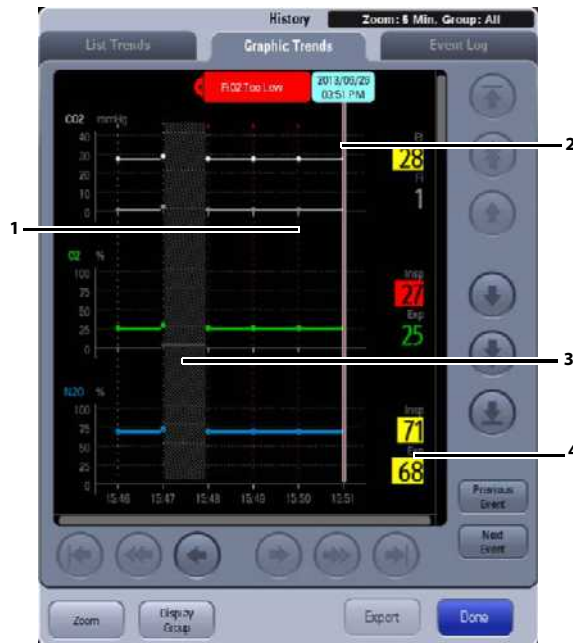 History Zoom: 5 Min, Group: All
List Trends Graphic Trends Event Log
FiO2 Too Low
2013/06/26
03:51 PM
CO2 mmHg
40
30
20
10
0
Et
28
Fi
1
O2 %
100
75
50
25
0
Insp
27
Exp
25
N2O %
100
75
50
25
0
Insp
71
Exp
68
15:46 15:47 15:48 15:49 15:50 15:51
Previous
Event
Next
Event
Zoom
Display
Group
Export
Done
1
2
3
4